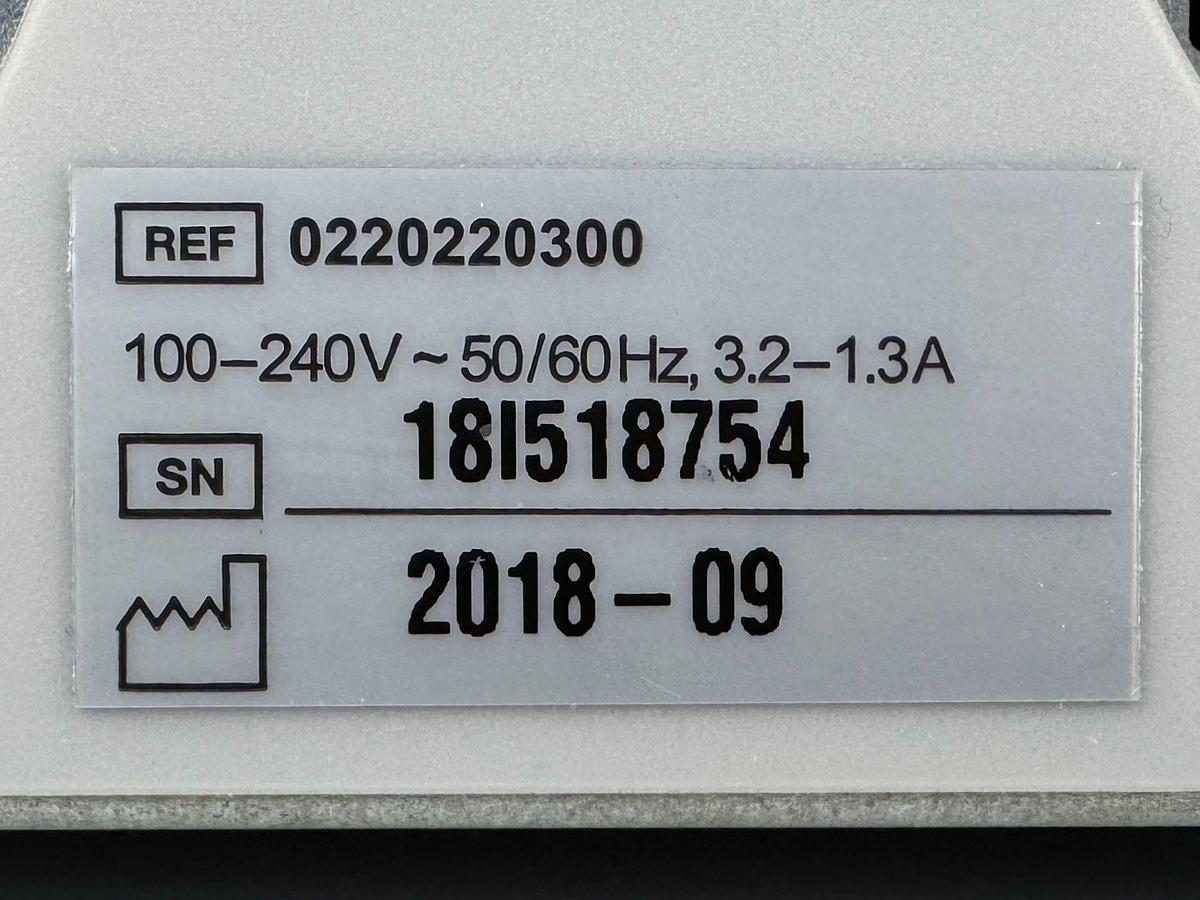 REF 0220220300
100–240V ~ 50/60Hz, 3.2–1.3A
SN 18I518754
2018 – 09